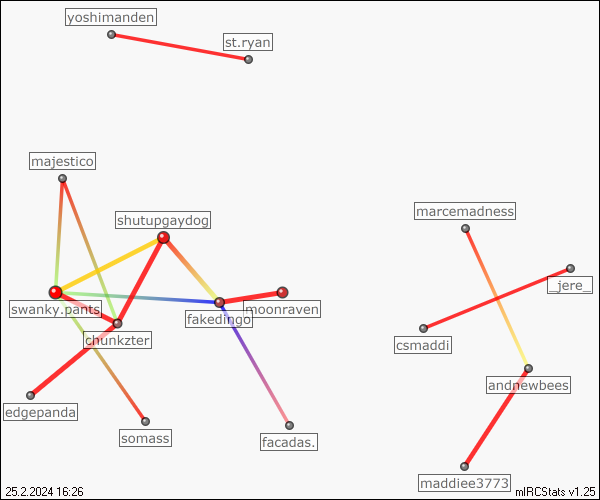 yoshimanden
st.ryan
majestico
marcemadness
shutupgaydog
_jere_
swanky.pants
moonraven
fakedingo
chunkzter
csmaddi
andnewbees
edgepanda
somass
facadas.
maddiee3773
25.2.2024 16:26
mIRCStats v1.25